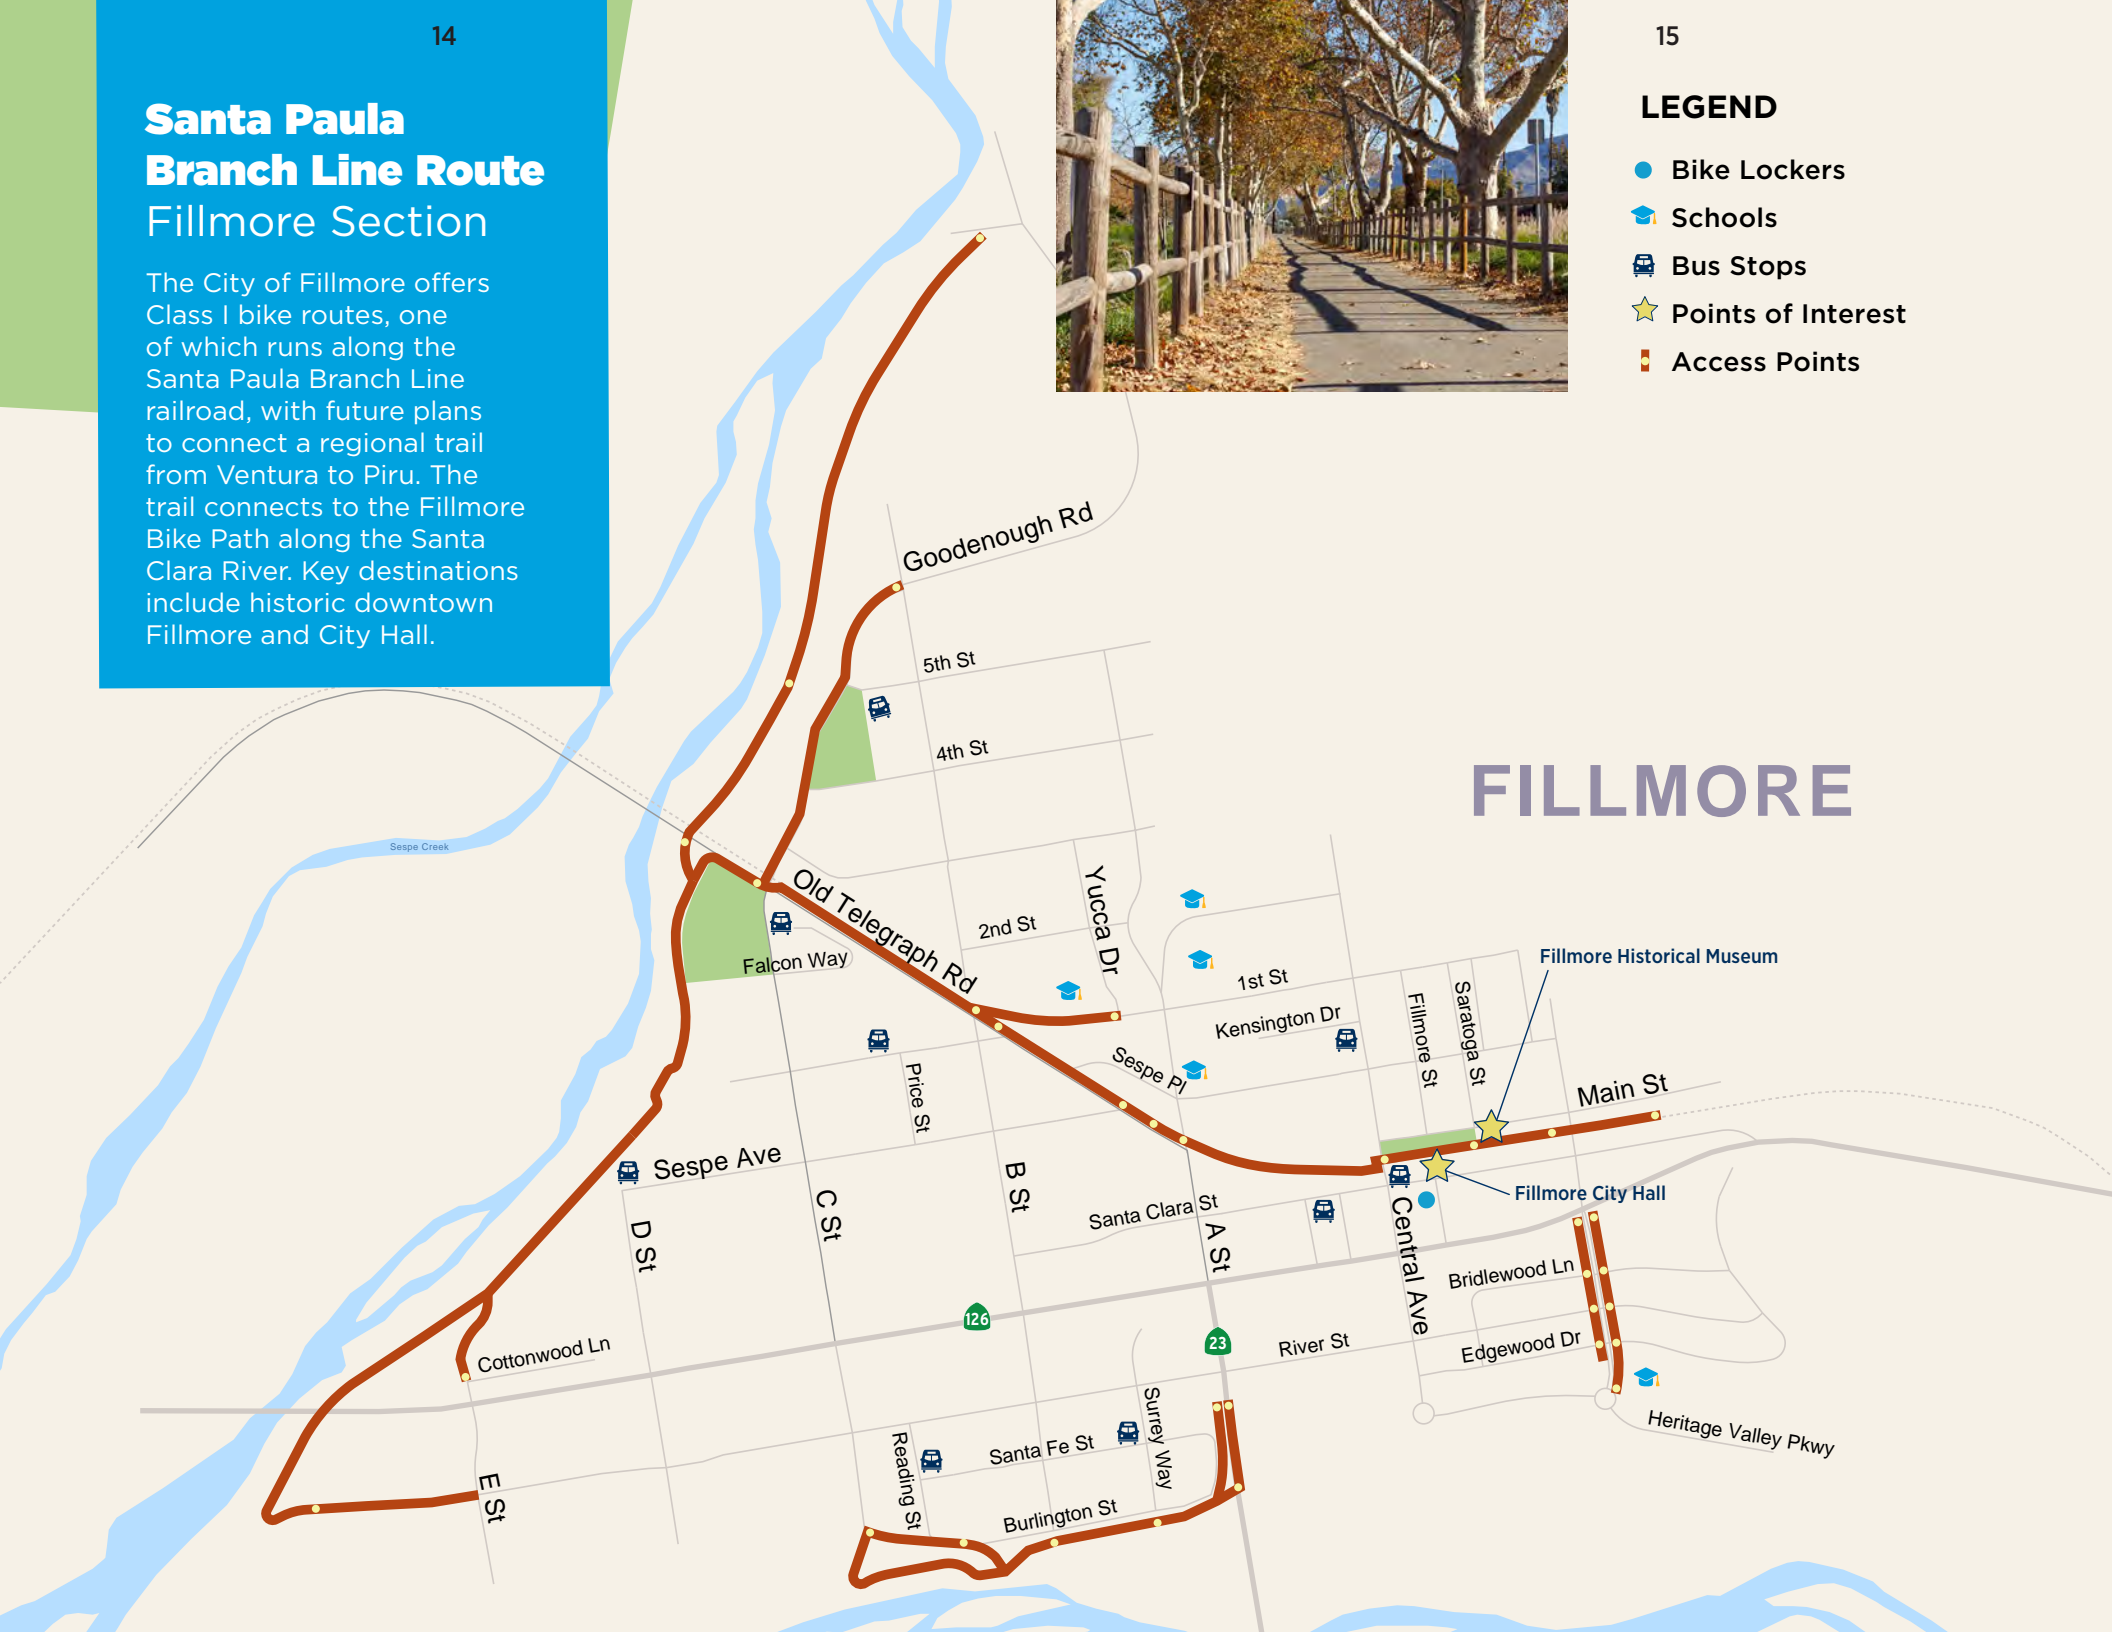 14
Santa Paula
Branch Line Route
Fillmore Section
The City of Fillmore offers
Class I bike routes, one
of which runs along the
Santa Paula Branch Line
railroad, with future plans
to connect a regional trail
from Ventura to Piru. The
trail connects to the Fillmore
Bike Path along the Santa
Clara River. Key destinations
include historic downtown
Fillmore and City Hall.
15
LEGEND
Bike Lockers
Schools
Bus Stops
Points of Interest
Access Points
Goodenough Rd
5th St
4th St
FILLMORE
Sespe Creek
Old Telegraph Rd
Yucca Dr
2nd St
Falcon Way
1st St
Kensington Dr
Fillmore St
Saratoga St
Fillmore Historical Museum
Sespe Pl
Price St
Main St
Sespe Ave
D St
C St
B St
Santa Clara St
A St
Central Ave
Fillmore City Hall
Bridlewood Ln
126
23
River St
Edgewood Dr
Cottonwood Ln
Heritage Valley Pkwy
E St
Reading St
Santa Fe St
Surrey Way
Burlington St